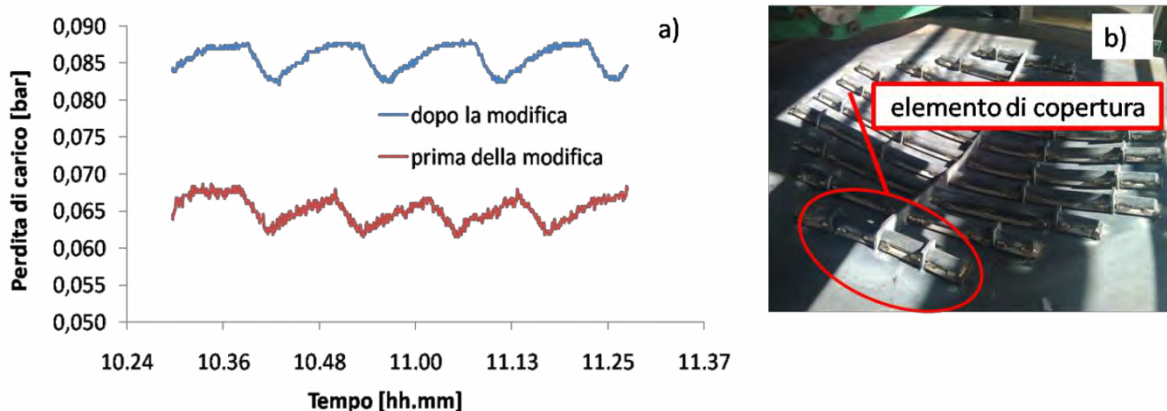 a)
0,090
0,085
0,080
0,075
0,070
0,065
0,060
0,055
0,050
Perdita di carico [bar]
dopo la modifica
prima della modifica
10.24 10.36 10.48 11.00 11.13 11.25 11.37
Tempo [hh.mm]
b)
elemento di copertura